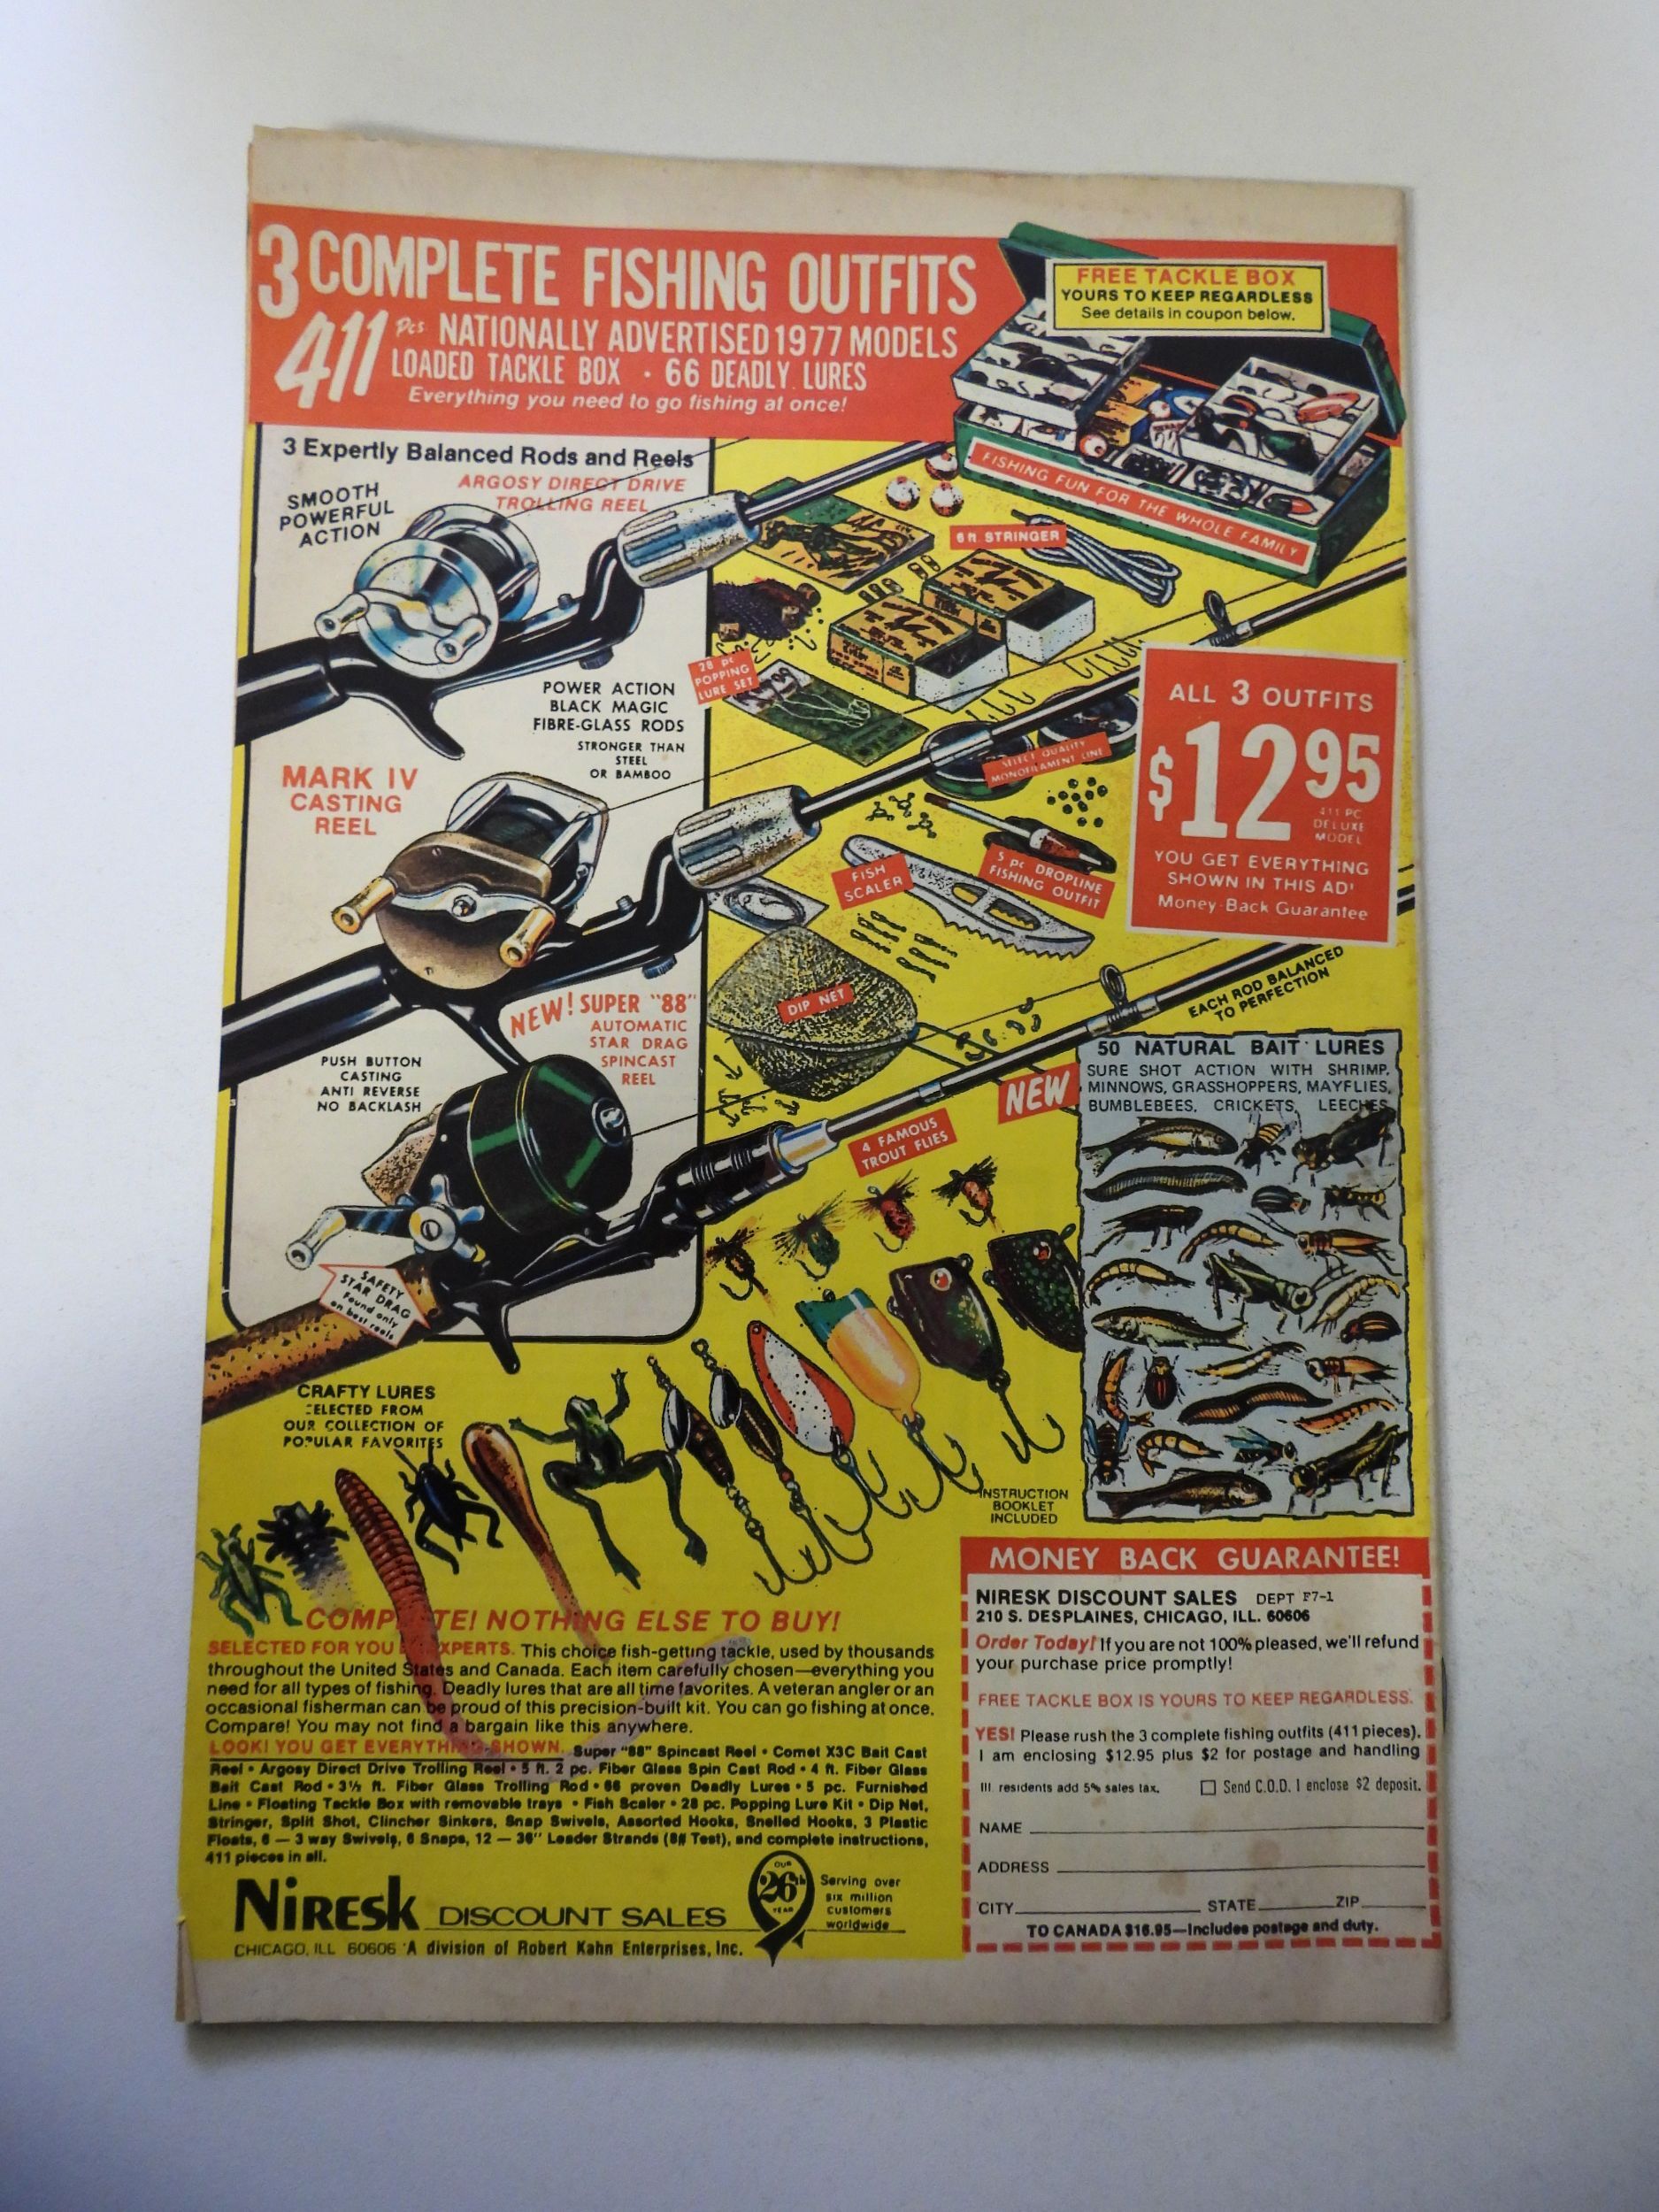 3 COMPLETE FISHING OUTFITS
411 Pcs NATIONALLY ADVERTISED 1977 MODELS
LOADED TACKLE BOX · 66 DEADLY LURES
Everything you need to go fishing at once!
FREE TACKLE BOX
YOURS TO KEEP REGARDLESS
See details in coupon below.
FISHING FUN FOR THE WHOLE FAMILY
3 Expertly Balanced Rods and Reels
ARGOSY DIRECT DRIVE
TROLLING REEL
SMOOTH
POWERFUL
ACTION
6 ft. STRINGER
28 pc
POPPING
LURE SET
POWER ACTION
BLACK MAGIC
FIBRE-GLASS RODS
STRONGER THAN
STEEL
OR BAMBOO
SELECT QUALITY
MONOFILAMENT LINE
ALL 3 OUTFITS
$12 95
411 PC
DELUXE
MODEL
YOU GET EVERYTHING
SHOWN IN THIS AD!
Money-Back Guarantee
MARK IV
CASTING
REEL
FISH
SCALER
5 pc DROPLINE
FISHING OUTFIT
DIP NET
EACH ROD BALANCED
TO PERFECTION
NEW! SUPER "88"
AUTOMATIC
STAR DRAG
SPINCAST
REEL
PUSH BUTTON
CASTING
ANTI REVERSE
NO BACKLASH
NEW
50 NATURAL BAIT LURES
SURE SHOT ACTION WITH SHRIMP,
MINNOWS, GRASSHOPPERS, MAYFLIES,
BUMBLEBEES, CRICKETS, LEECHES
4 FAMOUS
TROUT FLIES
SAFETY
STAR DRAG
Found only
on best reels
CRAFTY LURES
SELECTED FROM
OUR COLLECTION OF
POPULAR FAVORITES
INSTRUCTION
BOOKLET
INCLUDED
COMPLETE! NOTHING ELSE TO BUY!
SELECTED FOR YOU BY EXPERTS. This choice fish-getting tackle, used by thousands
throughout the United States and Canada. Each item carefully chosen—everything you
need for all types of fishing. Deadly lures that are all time favorites. A veteran angler or an
occasional fisherman can be proud of this precision-built kit. You can go fishing at once.
Compare! You may not find a bargain like this anywhere.
LOOK! YOU GET EVERYTHING SHOWN. Super "88" Spincast Reel • Comet X3C Bait Cast
Reel • Argosy Direct Drive Trolling Reel • 5 ft. 2 pc. Fiber Glass Spin Cast Rod • 4 ft. Fiber Glass
Bait Cast Rod • 3½ ft. Fiber Glass Trolling Rod • 66 proven Deadly Lures • 5 pc. Furnished
Line • Floating Tackle Box with removable trays • Fish Scaler • 28 pc. Popping Lure Kit • Dip Net,
Stringer, Split Shot, Clincher Sinkers, Snap Swivels, Assorted Hooks, Snelled Hooks, 3 Plastic
Floats, 6 — 3 way Swivels, 6 Snaps, 12 — 36" Leader Strands (8# Test), and complete instructions,
411 pieces in all.
NiRESk DISCOUNT SALES
CHICAGO, ILL 60606 A division of Robert Kahn Enterprises, Inc.
OUR
26th
YEAR
Serving over
six million
customers
worldwide
MONEY BACK GUARANTEE!
NIRESK DISCOUNT SALES DEPT F7-1
210 S. DESPLAINES, CHICAGO, ILL. 60606
Order Today! If you are not 100% pleased, we'll refund
your purchase price promptly!
FREE TACKLE BOX IS YOURS TO KEEP REGARDLESS.
YES! Please rush the 3 complete fishing outfits (411 pieces).
I am enclosing $12.95 plus $2 for postage and handling
Ill residents add 5% sales tax. Send C.O.D. I enclose $2 deposit.
NAME
ADDRESS
CITY STATE ZIP
TO CANADA $16.95—Includes postage and duty.